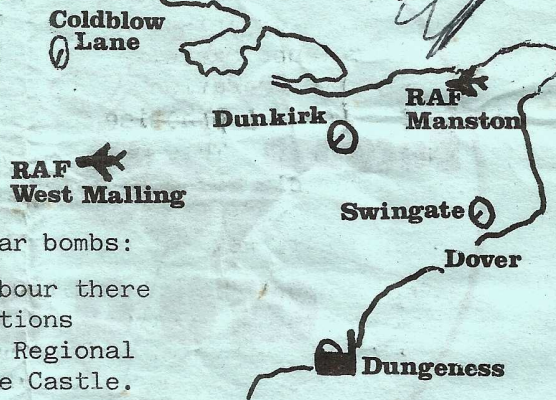 Coldblow
Lane
RAF
Manston
Dunkirk
RAF
West Malling
Swingate
Dover
ar bombs:
bour there
tions
Regional
e Castle.
Dungeness